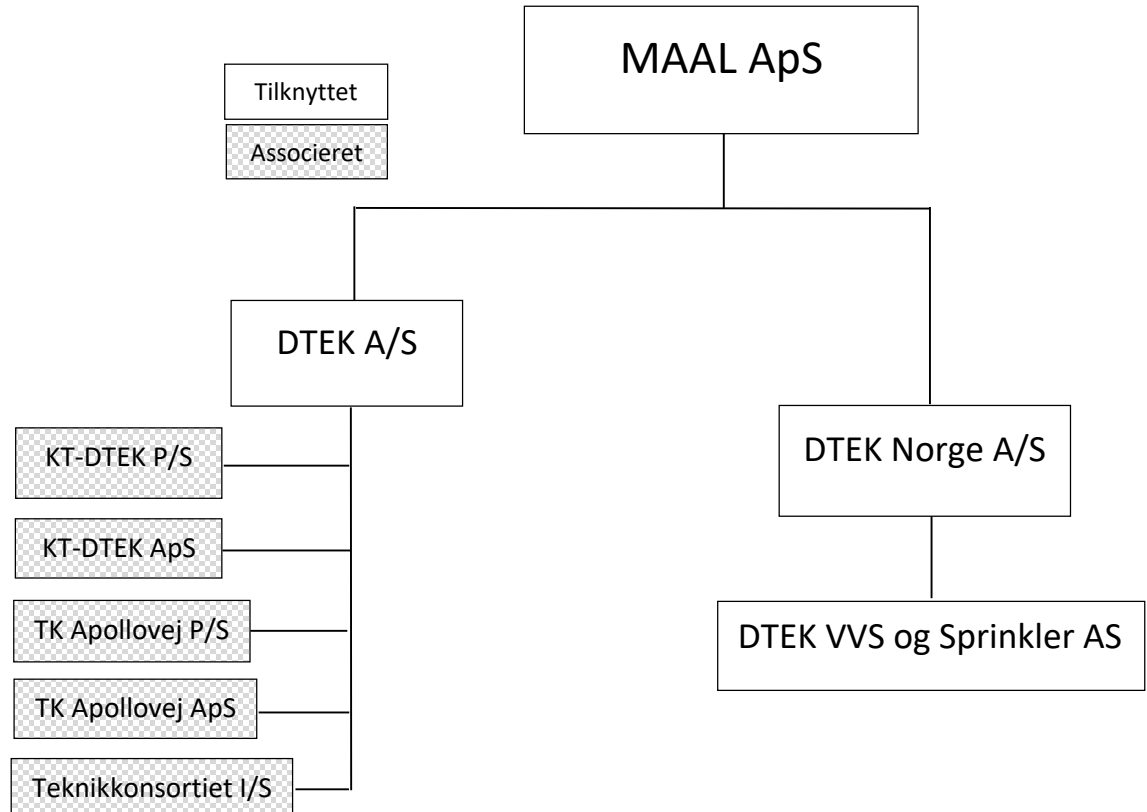 MAAL ApS
Tilknyttet
Associeret
DTEK A/S
KT-DTEK P/S
KT-DTEK ApS
TK Apollovej P/S
TK Apollovej ApS
Teknikkonsortiet I/S
DTEK Norge A/S
DTEK VVS og Sprinkler AS